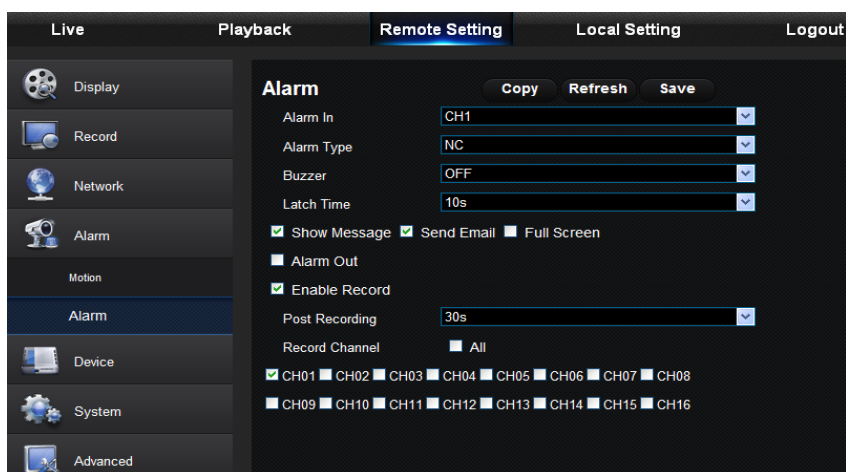 Live Playback Remote Setting Local Setting Logout
Display
Record
Network
Alarm
Motion
Alarm
Device
System
Advanced
Alarm Copy Refresh Save
Alarm In CH1
Alarm Type NC
Buzzer OFF
Latch Time 10s
Show Message Send Email Full Screen
Alarm Out
Enable Record
Post Recording 30s
Record Channel All
CH01 CH02 CH03 CH04 CH05 CH06 CH07 CH08
CH09 CH10 CH11 CH12 CH13 CH14 CH15 CH16